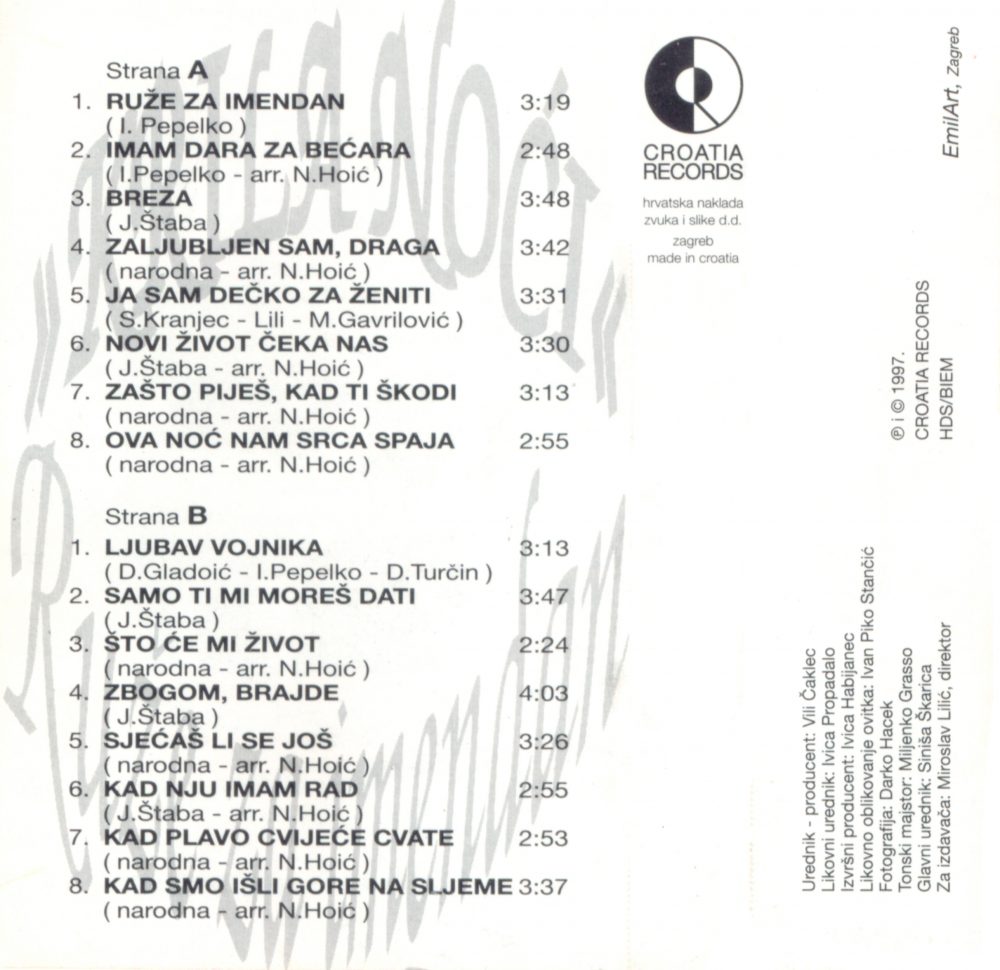 Strana A
1. RUŽE ZA IMENDAN 3:19
( I. Pepelko )
2. IMAM DARA ZA BEĆARA 2:48
( I.Pepelko - arr. N.Hoić )
3. BREZA 3:48
( J.Štaba )
4. ZALJUBLJEN SAM, DRAGA 3:42
( narodna - arr. N.Hoić )
5. JA SAM DEČKO ZA ŽENITI 3:31
( S.Kranjec - Lili - M.Gavrilović )
6. NOVI ŽIVOT ČEKA NAS 3:30
( J.Štaba - arr. N.Hoić )
7. ZAŠTO PIJEŠ, KAD TI ŠKODI 3:13
( narodna - arr. N.Hoić )
8. OVA NOĆ NAM SRCA SPAJA 2:55
( narodna - arr. N.Hoić )
Strana B
1. LJUBAV VOJNIKA 3:13
( D.Gladoić - I.Pepelko - D.Turčin )
2. SAMO TI MI MOREŠ DATI 3:47
( J.Štaba )
3. ŠTO ĆE MI ŽIVOT 2:24
( narodna - arr. N.Hoić )
4. ZBOGOM, BRAJDE 4:03
( J.Štaba )
5. SJEĆAŠ LI SE JOŠ 3:26
( narodna - arr. N.Hoić )
6. KAD NJU IMAM RAD 2:55
( J.Štaba - arr. N.Hoić )
7. KAD PLAVO CVIJEĆE CVATE 2:53
( narodna - arr. N.Hoić )
8. KAD SMO IŠLI GORE NA SLJEME 3:37
( narodna - arr. N.Hoić )
Ruže za imendan
CROATIA
RECORDS
hrvatska naklada
zvuka i slike d.d.
zagreb
made in croatia
EmilArt, Zagreb
℗ i © 1997.
CROATIA RECORDS
HDS/BIEM
Urednik - producent: Vili Čaklec
Likovni urednik: Ivica Propadalo
Izvršni producent: Ivica Habijanec
Likovno oblikovanje ovitka: Ivan Piko Stančić
Fotografija: Darko Hacek
Tonski majstor: Miljenko Grasso
Glavni urednik: Siniša Škarica
Za izdavača: Miroslav Lilić, direktor